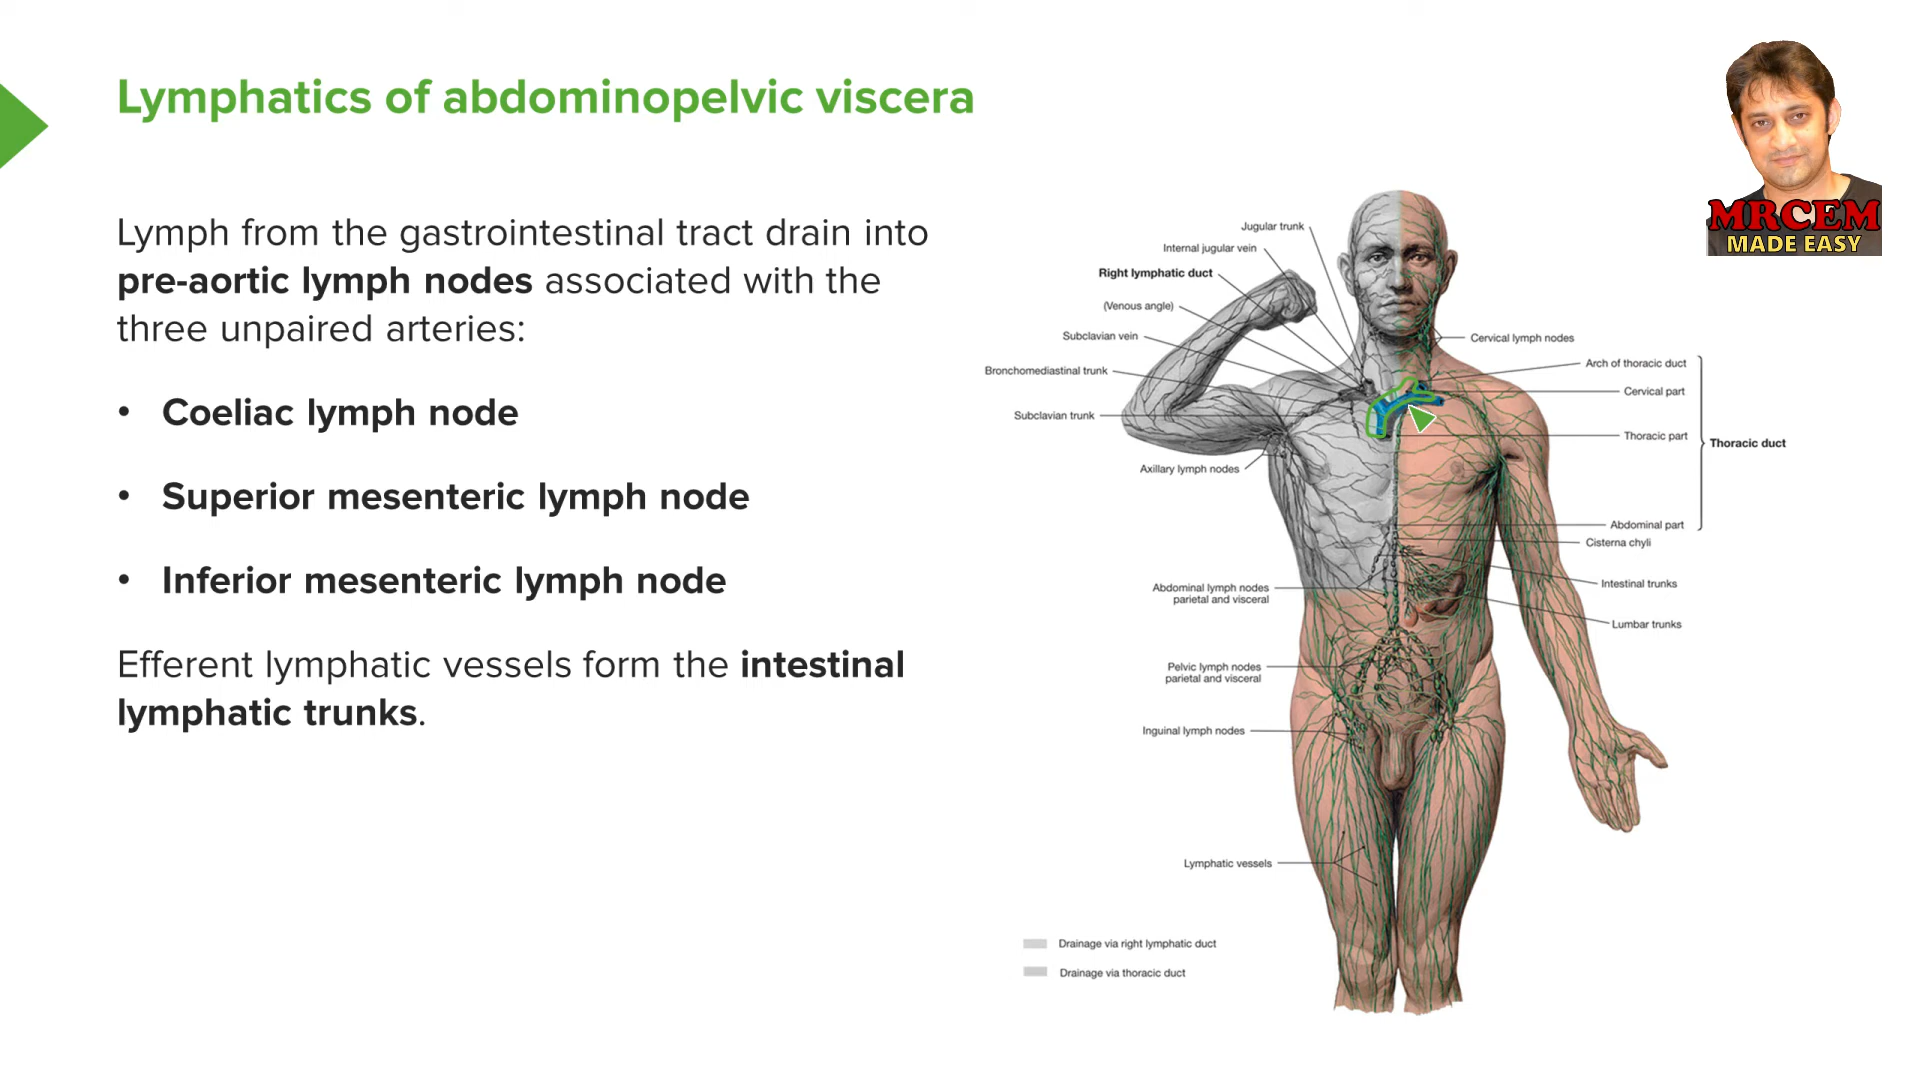 Lymphatics of abdominopelvic viscera
MRCEM
MADE EASY
Lymph from the gastrointestinal tract drain into
pre-aortic lymph nodes associated with the
three unpaired arteries:
• Coeliac lymph node
• Superior mesenteric lymph node
• Inferior mesenteric lymph node
Efferent lymphatic vessels form the intestinal
lymphatic trunks.
Jugular trunk
Internal jugular vein
Right lymphatic duct
(Venous angle)
Subclavian vein
Bronchomediastinal trunk
Subclavian trunk
Axillary lymph nodes
Abdominal lymph nodes
parietal and visceral
Pelvic lymph nodes
parietal and visceral
Inguinal lymph nodes
Lymphatic vessels
Cervical lymph nodes
Arch of thoracic duct
Cervical part
Thoracic part
Thoracic duct
Abdominal part
Cisterna chyli
Intestinal trunks
Lumbar trunks
Drainage via right lymphatic duct
Drainage via thoracic duct